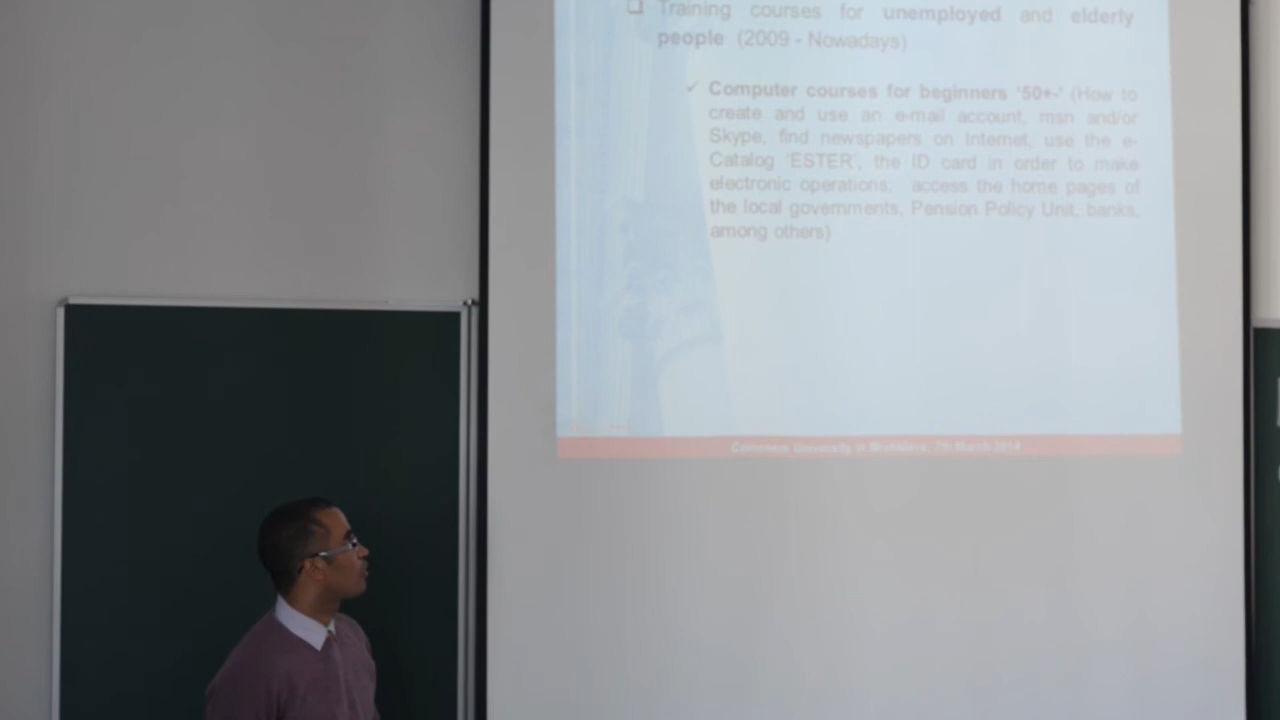 Training courses for unemployed and elderly
people (2009 - Nowadays)
Computer courses for beginners '50+-' (How to
create and use an e-mail account, msn and/or
Skype, find newspapers on Internet, use the e-
Catalog 'ESTER', the ID card in order to make
electronic operations, access the home pages of
the local governments, Pension Policy Unit, banks,
among others)
Comenius University in Bratislava, 7th March 2014